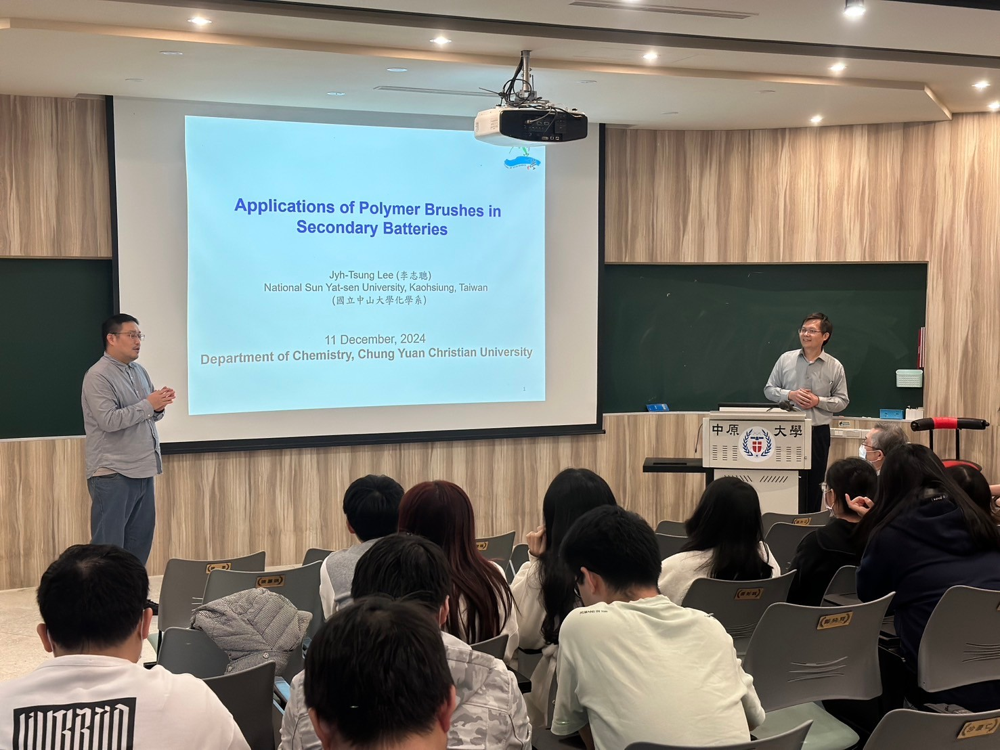 Applications of Polymer Brushes in
Secondary Batteries
Jyh-Tsung Lee (李志聰)
National Sun Yat-sen University, Kaohsiung, Taiwan
(國立中山大學化學系)
11 December, 2024
Department of Chemistry, Chung Yuan Christian University
1
中原大學